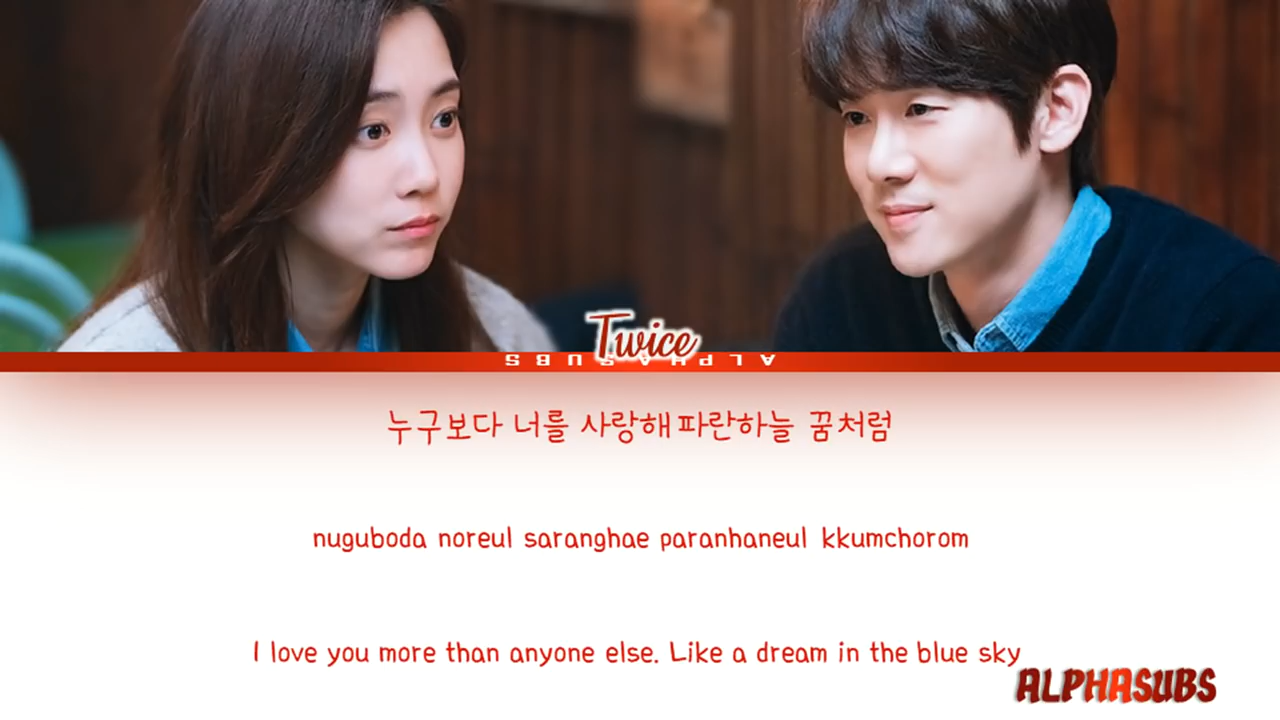 Twice
ALPHASUBS
누구보다 너를 사랑해 파란하늘 꿈처럼
nuguboda noreul saranghae paranhaneul kkumchorom
I love you more than anyone else. Like a dream in the blue sky
ALPHASUBS